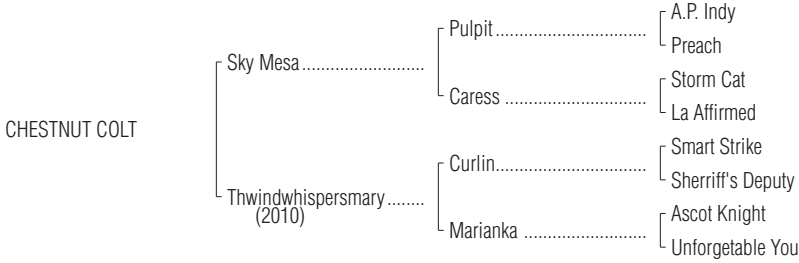 A.P. Indy
Pulpit
Preach
Sky Mesa
Storm Cat
Caress
La Affirmed
CHESTNUT COLT
Smart Strike
Curlin
Sherriff's Deputy
Thwindwhispersmary
(2010)
Ascot Knight
Marianka
Unforgetable You